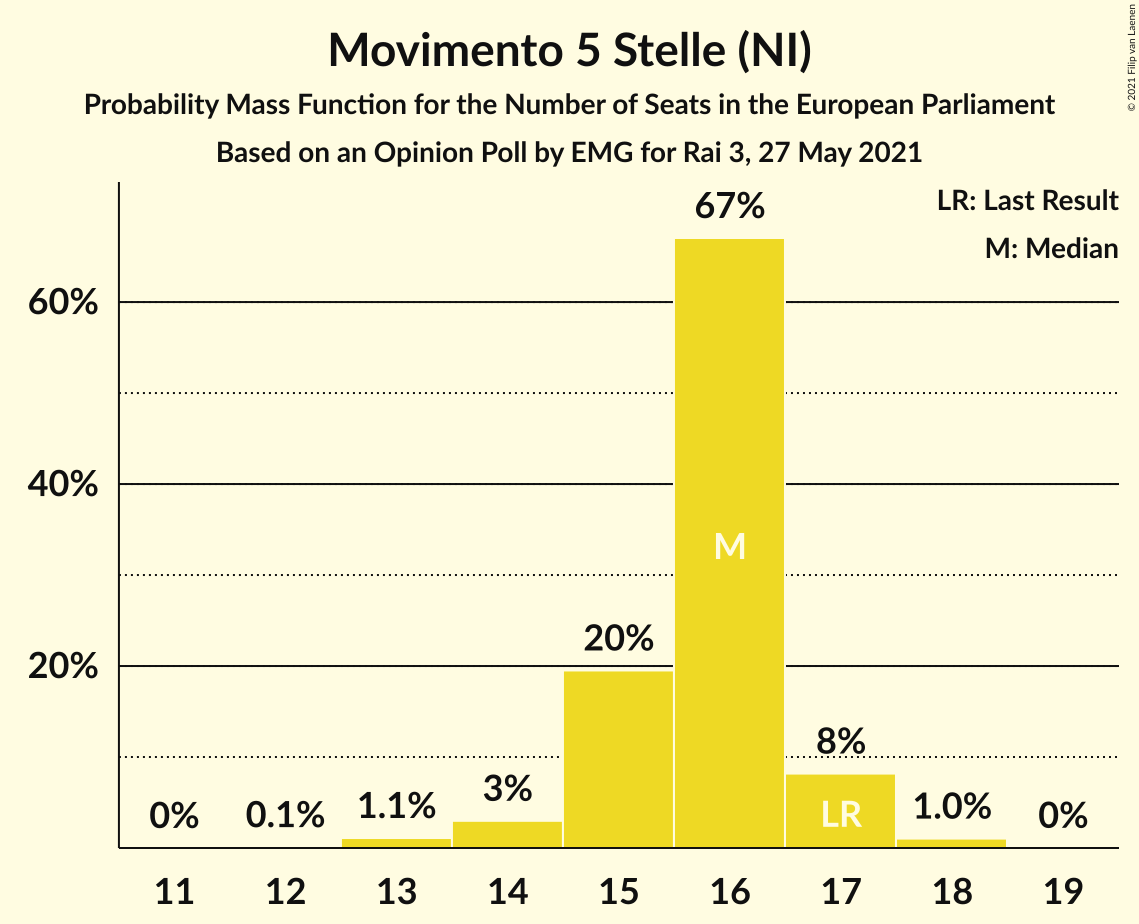 Movimento 5 Stelle (NI)
Probability Mass Function for the Number of Seats in the European Parliament
Based on an Opinion Poll by EMG for Rai 3, 27 May 2021
© 2021 Filip van Laenen
LR: Last Result
M: Median
60%
40%
20%
0%
0.1%
1.1%
3%
20%
67%
8%
1.0%
0%
M
LR
11 12 13 14 15 16 17 18 19